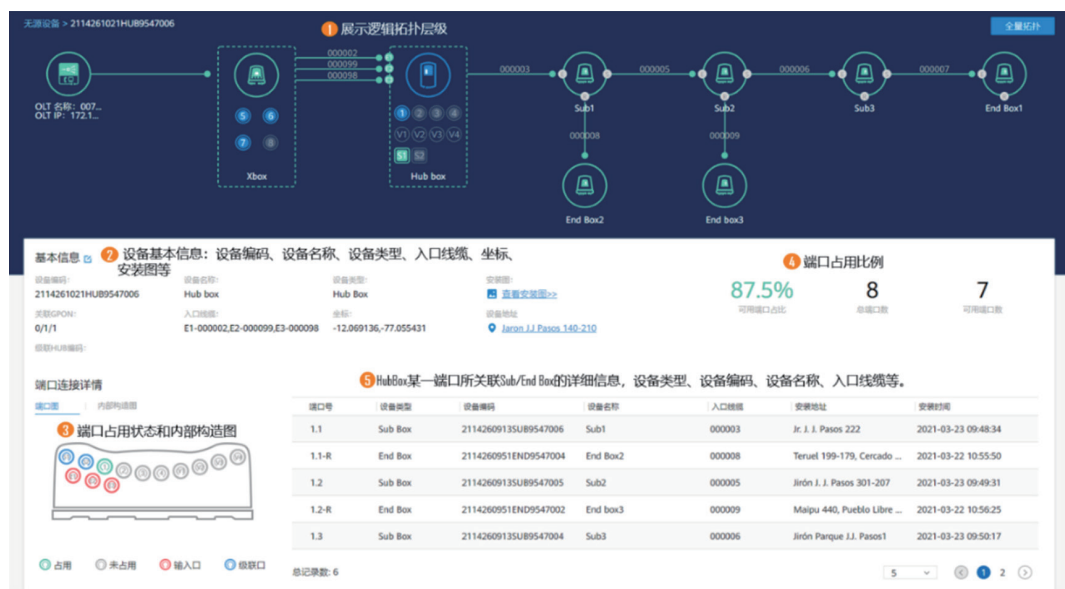 无源设备 > 2114261021HUB9547006
1 展示逻辑拓扑层级
全量拓扑
000002
000099
000098
000003
000005
000006
000007
OLT 名称: 007...
OLT IP: 172.1...
5 6
7 8
Xbox
1 2 3 4
V1 V2 V3 V4
S1 S2
Hub box
Sub1
Sub2
Sub3
End Box1
000008
000009
End Box2
End box3
基本信息
2 设备基本信息：设备编码、设备名称、设备类型、入口线缆、坐标、
安装图等
4 端口占用比例
设备编码:
设备名称:
设备类型:
安装图:
2114261021HUB9547006
Hub box
Hub Box
查看安装图>>
87.5%
8
7
可用端口占比
总端口数
可用端口数
关联GPON:
入口线缆:
坐标:
设备地址
0/1/1
E1-000002,E2-000099,E3-000098
-12.069136,-77.055431
Jaron J.J Pasos 140-210
级联HUB编码:
端口连接详情
5 HubBox某一端口所关联Sub/End Box的详细信息，设备类型、设备编码、设备名称、入口线缆等。
端口图
内部构造图
3 端口占用状态和内部构造图
端口号 设备类型 设备编码 设备名称 入口线缆 安装地址 安装时间
1.1 Sub Box 2114260913SUB9547006 Sub1 000003 Jr. J. J. Pasos 222 2021-03-23 09:48:34
1.1-R End Box 2114260951END9547004 End Box2 000008 Teruel 199-179, Cercado ... 2021-03-22 10:55:50
1.2 Sub Box 2114260913SUB9547005 Sub2 000005 Jirón J. J. Pasos 301-207 2021-03-23 09:49:31
1.2-R End Box 2114260951END9547002 End box3 000009 Maipu 440, Pueblo Libre ... 2021-03-22 10:56:25
1.3 Sub Box 2114260913SUB9547004 Sub3 000006 Jirón Parque J.J. Pasos1 2021-03-23 09:50:17
占用
未占用
输入口
级联口
总记录数: 6
5
1 2